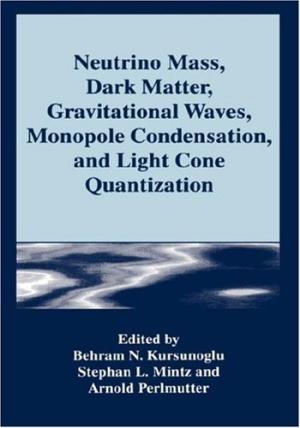 Neutrino Mass,
Dark Matter,
Gravitational Waves,
Monopole Condensation,
and Light Cone
Quantization
Edited by
Behram N. Kursunoglu
Stephan L. Mintz and
Arnold Perlmutter